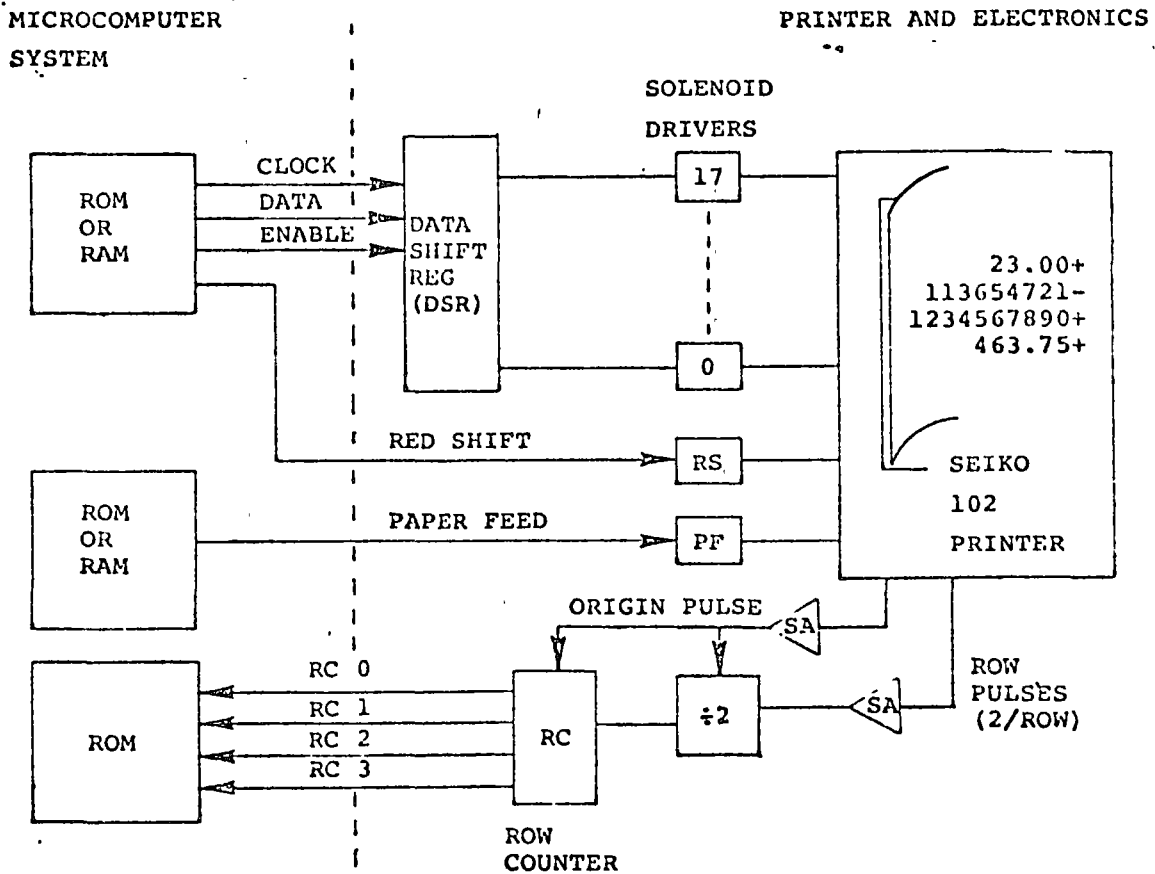 MICROCOMPUTER
SYSTEM
PRINTER AND ELECTRONICS
SOLENOID
DRIVERS
ROM
OR
RAM
CLOCK
DATA
ENABLE
DATA
SHIFT
REG
(DSR)
17
0
23.00+
113654721-
1234567890+
463.75+
SEIKO
102
PRINTER
RED SHIFT
RS
ROM
OR
RAM
PAPER FEED
PF
ORIGIN PULSE
SA
ROW
PULSES
(2/ROW)
SA
÷2
RC
RC 0
RC 1
RC 2
RC 3
ROM
ROW
COUNTER